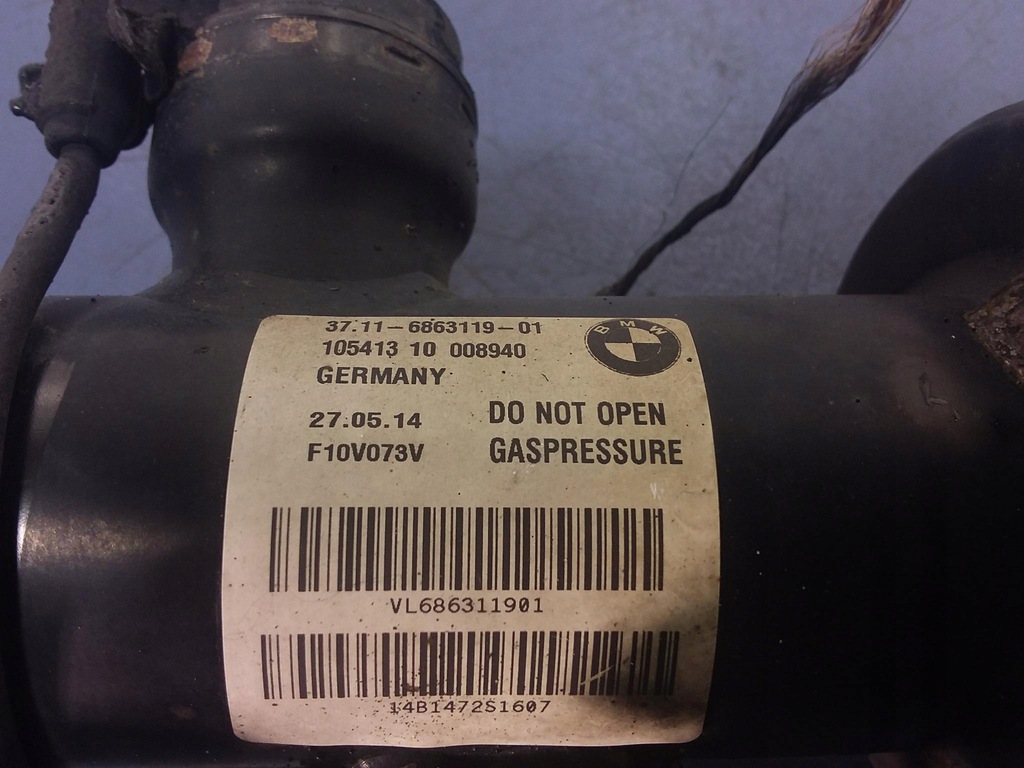 37.11-6863119-01
BMW
105413 10 008940
GERMANY
27.05.14 DO NOT OPEN
F10V073V GASPRESSURE
VL686311901
14B1472S1607